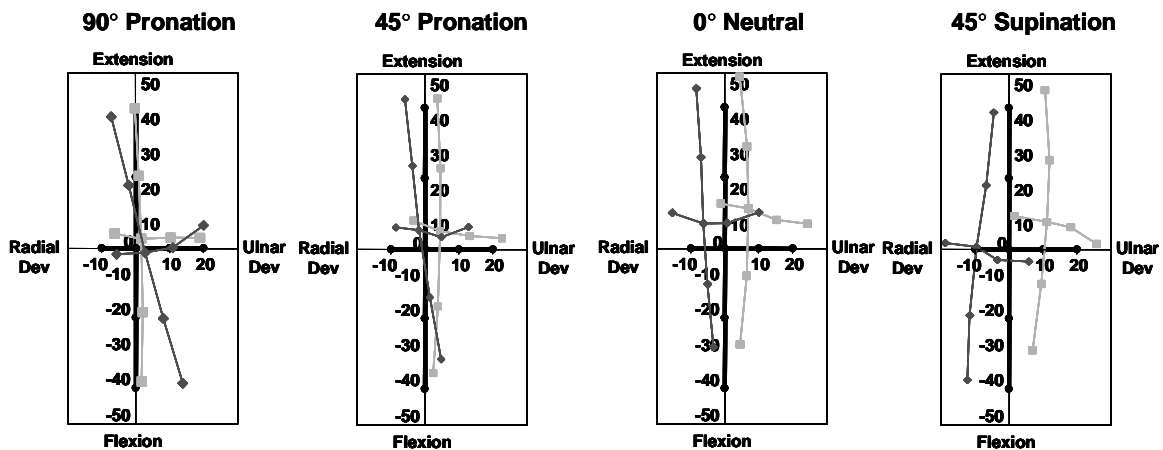 90° Pronation
Extension
50
40
30
20
10
0
Radial Dev
-10
10
20
Ulnar Dev
-10
-20
-30
-40
-50
Flexion
45° Pronation
Extension
50
40
30
20
10
0
Radial Dev
-10
10
20
Ulnar Dev
-10
-20
-30
-40
-50
Flexion
0° Neutral
Extension
50
40
30
20
10
0
Radial Dev
-10
10
20
Ulnar Dev
-10
-20
-30
-40
-50
Flexion
45° Supination
Extension
50
40
30
20
10
0
Radial Dev
-10
10
20
Ulnar Dev
-10
-20
-30
-40
-50
Flexion